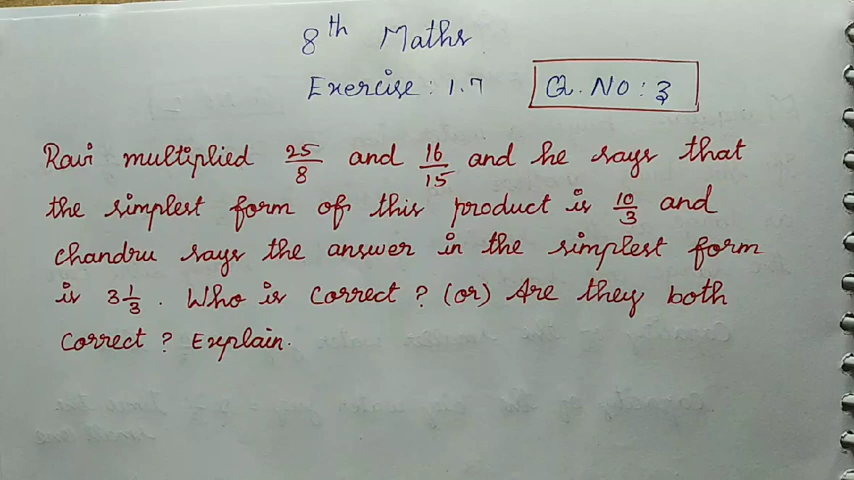 8th Maths
Exercise : 1.7 Q. NO : 3
Ravi multiplied 25/8 and 16/15 and he says that
the simplest form of this product is 10/3 and
chandru says the answer in the simplest form
is 3 1/3 . Who is correct ? (or) Are they both
correct ? Explain.